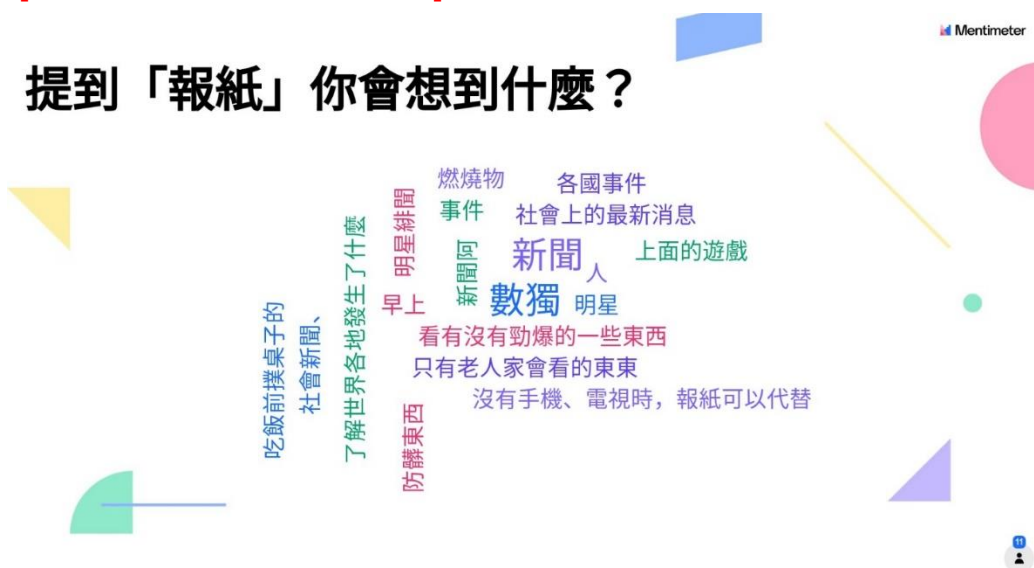 Mentimeter
提到「報紙」你會想到什麼？
燃燒物
各國事件
事件
社會上的最新消息
明星緋聞
新聞阿
新聞
人
上面的遊戲
了解世界各地發生了什麼
早上
數獨
明星
吃飯前撲桌子的
社會新聞、
看有沒有勁爆的一些東西
只有老人家會看的東東
沒有手機、電視時，報紙可以代替
防髒東西
11